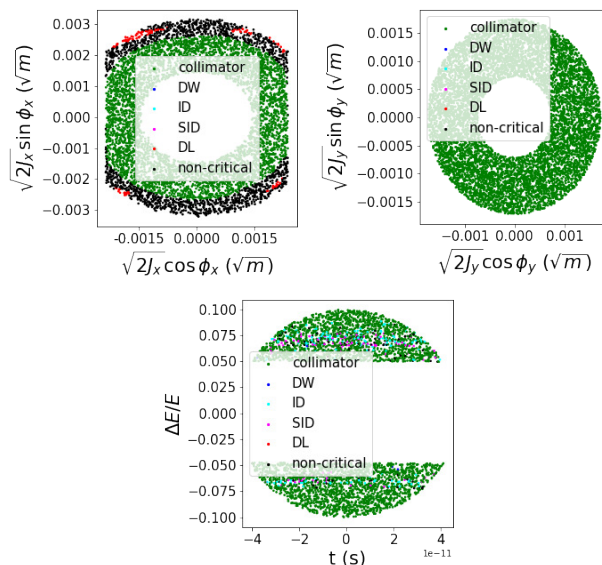 0.003
0.002
0.001
0.000
−0.001
−0.002
−0.003
√2Jx sin ϕx (√m)
collimator
DW
ID
SID
DL
non-critical
−0.0015 0.0000 0.0015
√2Jx cos ϕx (√m)
0.0015
0.0010
0.0005
0.0000
−0.0005
−0.0010
−0.0015
√2Jy sin ϕy (√m)
collimator
DW
ID
SID
DL
non-critical
−0.001 0.000 0.001
√2Jy cos ϕy (√m)
0.100
0.075
0.050
0.025
0.000
−0.025
−0.050
−0.075
−0.100
ΔE/E
collimator
DW
ID
SID
DL
non-critical
−4 −2 0 2 4
1e−11
t (s)